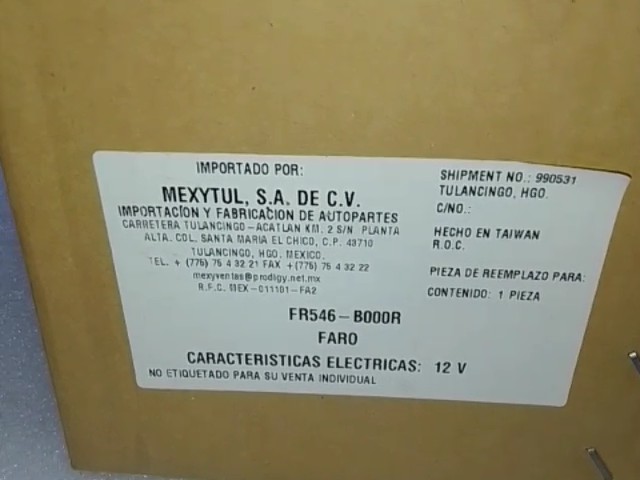 IMPORTADO POR:
MEXYTUL, S.A. DE C.V.
IMPORTACION Y FABRICACION DE AUTOPARTES
CARRETERA TULANCINGO-ACATLAN KM. 2 S/N PLANTA
ALTA. COL. SANTA MARIA EL CHICO, C.P. 43710
TULANCINGO, HGO. MEXICO.
TEL. + (775) 75 4 32 21 FAX +(775) 75 4 32 22
mexyventas@prodigy.net.mx
R.F.C. MEX-011101-FA2
SHIPMENT NO.: 990531
TULANCINGO, HGO.
C/NO.:
HECHO EN TAIWAN
R.O.C.
PIEZA DE REEMPLAZO PARA:
CONTENIDO: 1 PIEZA
FR546-B000R
FARO
CARACTERISTICAS ELECTRICAS: 12 V
NO ETIQUETADO PARA SU VENTA INDIVIDUAL